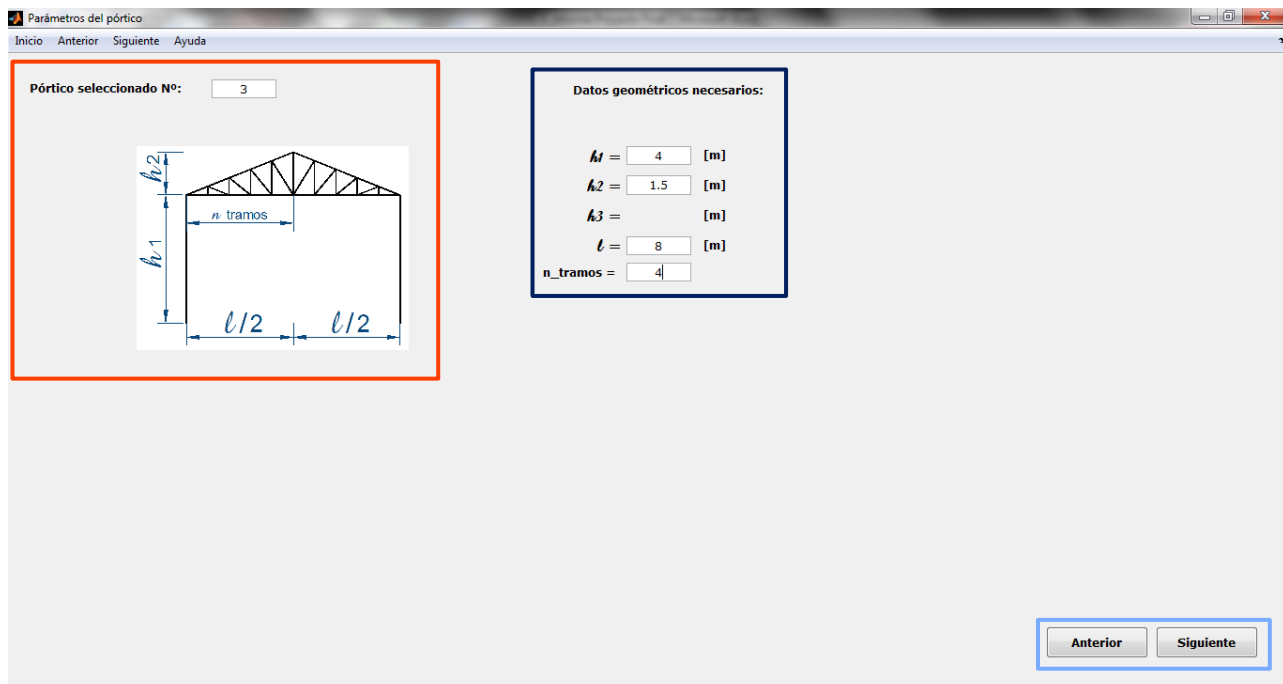 Parámetros del pórtico
Inicio Anterior Siguiente Ayuda
Pórtico seleccionado Nº: 3
h2
n tramos
h1
ℓ/2 ℓ/2
Datos geométricos necesarios:
h1 = 4 [m]
h2 = 1.5 [m]
h3 = [m]
ℓ = 8 [m]
n_tramos = 4
Anterior Siguiente